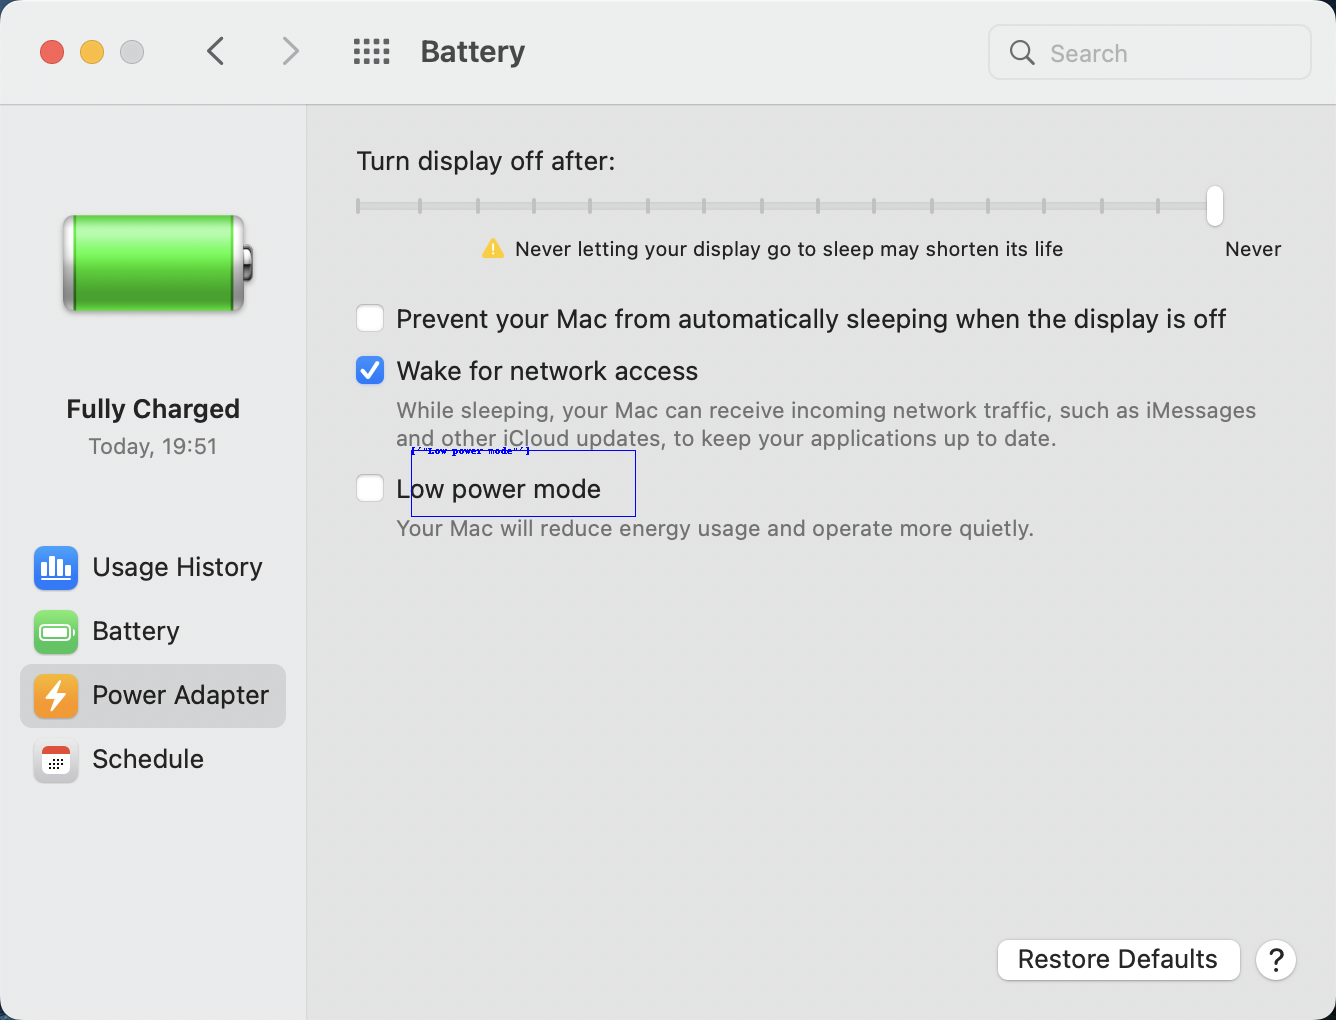 Battery
Search
Turn display off after:
Never letting your display go to sleep may shorten its life
Never
Prevent your Mac from automatically sleeping when the display is off
Wake for network access
While sleeping, your Mac can receive incoming network traffic, such as iMessages
and other iCloud updates, to keep your applications up to date.
[/"Low power mode"/]
Low power mode
Your Mac will reduce energy usage and operate more quietly.
Fully Charged
Today, 19:51
Usage History
Battery
Power Adapter
Schedule
Restore Defaults
?